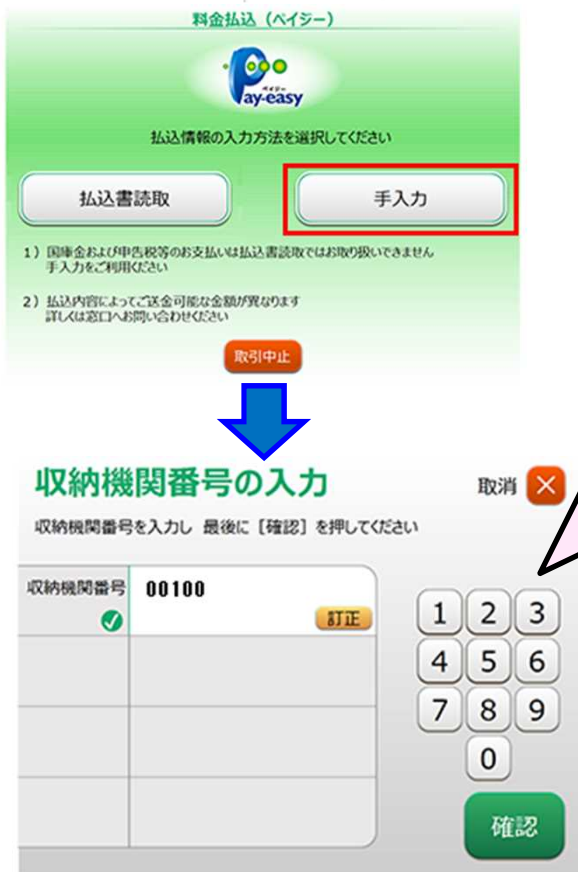 料金払込（ペイジー）
ペイジー
Pay-easy
払込情報の入力方法を選択してください
払込書読取
手入力
1）国庫金および申告税等のお支払いは払込書読取ではお取り扱いできません
手入力をご利用ください
2）払込内容によってご送金可能な金額が異なります
詳しくは窓口へお問い合わせください
取引中止
収納機関番号の入力
取消 ×
収納機関番号を入力し 最後に［確認］を押してください
収納機関番号 00100
訂正
1 2 3
4 5 6
7 8 9
0
確認